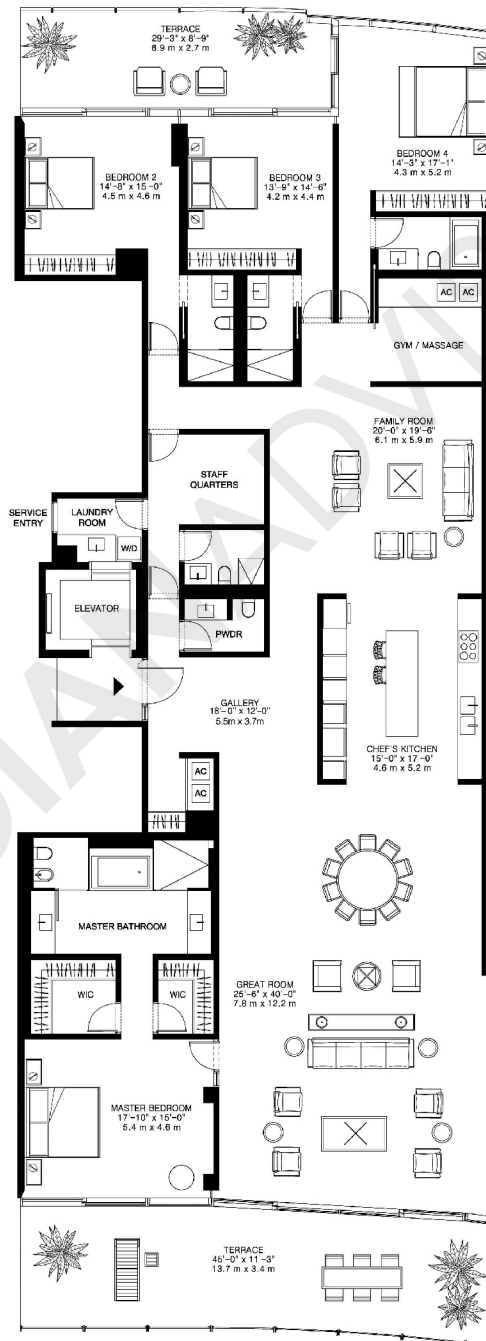 TERRACE
29'-3" x 8'-9"
8.9 m x 2.7 m
BEDROOM 4
14'-3" x 17'-1'
4.3 m x 5.2 m
BEDROOM 2
14'-8" x 15'-0"
4.5 m x 4.6 m
BEDROOM 3
13'-9" x 14'-6"
4.2 m x 4.4 m
AC AC
GYM / MASSAGE
FAMILY ROOM
20'-0" x 19'-6"
6.1 m x 5.9 m
STAFF
QUARTERS
SERVICE
ENTRY
LAUNDRY
ROOM
W/D
ELEVATOR
PWDR
GALLERY
18'-0" x 12'-0"
5.5m x 3.7m
CHEF'S KITCHEN
15'-0" x 17'-0"
4.6 m x 5.2 m
AC
AC
MASTER BATHROOM
WIC
WIC
GREAT ROOM
25'-6" x 40'-0"
7.8 m x 12.2 m
MASTER BEDROOM
17'-10" x 15'-0"
5.4 m x 4.6 m
TERRACE
45'-0" x 11'-3"
13.7 m x 3.4 m
DIANADVI